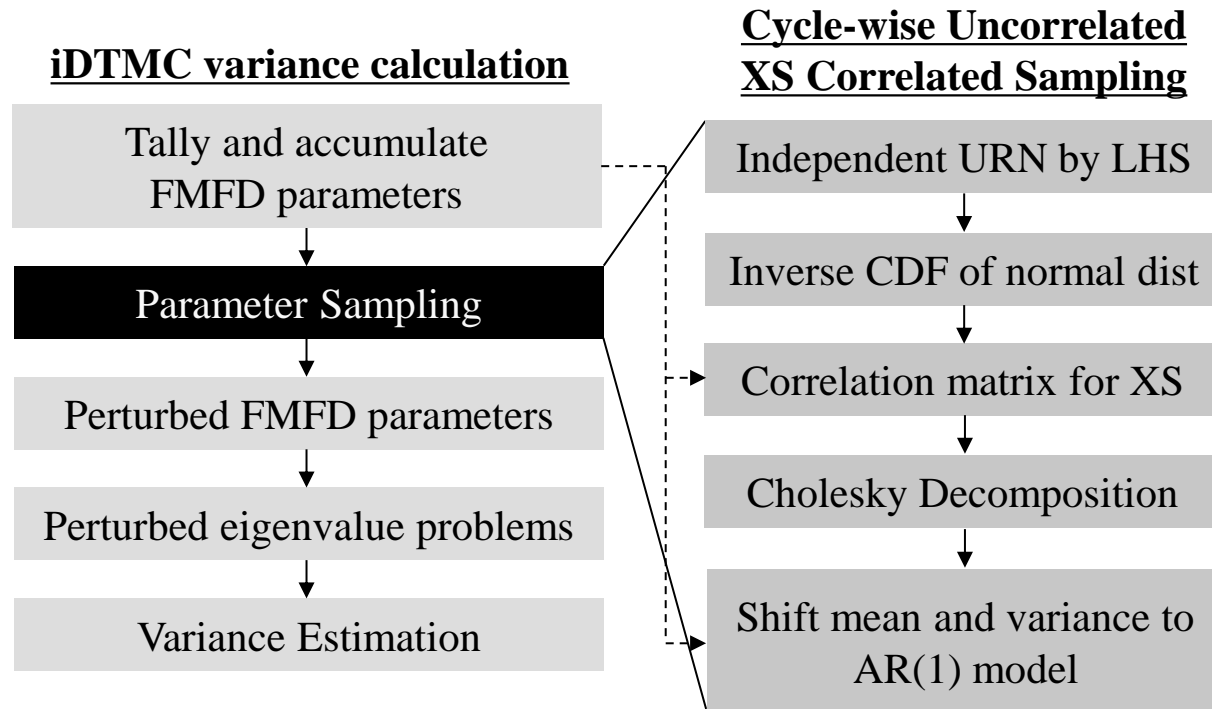 iDTMC variance calculation
Tally and accumulate
FMFD parameters
Parameter Sampling
Perturbed FMFD parameters
Perturbed eigenvalue problems
Variance Estimation
Cycle-wise Uncorrelated
XS Correlated Sampling
Independent URN by LHS
Inverse CDF of normal dist
Correlation matrix for XS
Cholesky Decomposition
Shift mean and variance to
AR(1) model